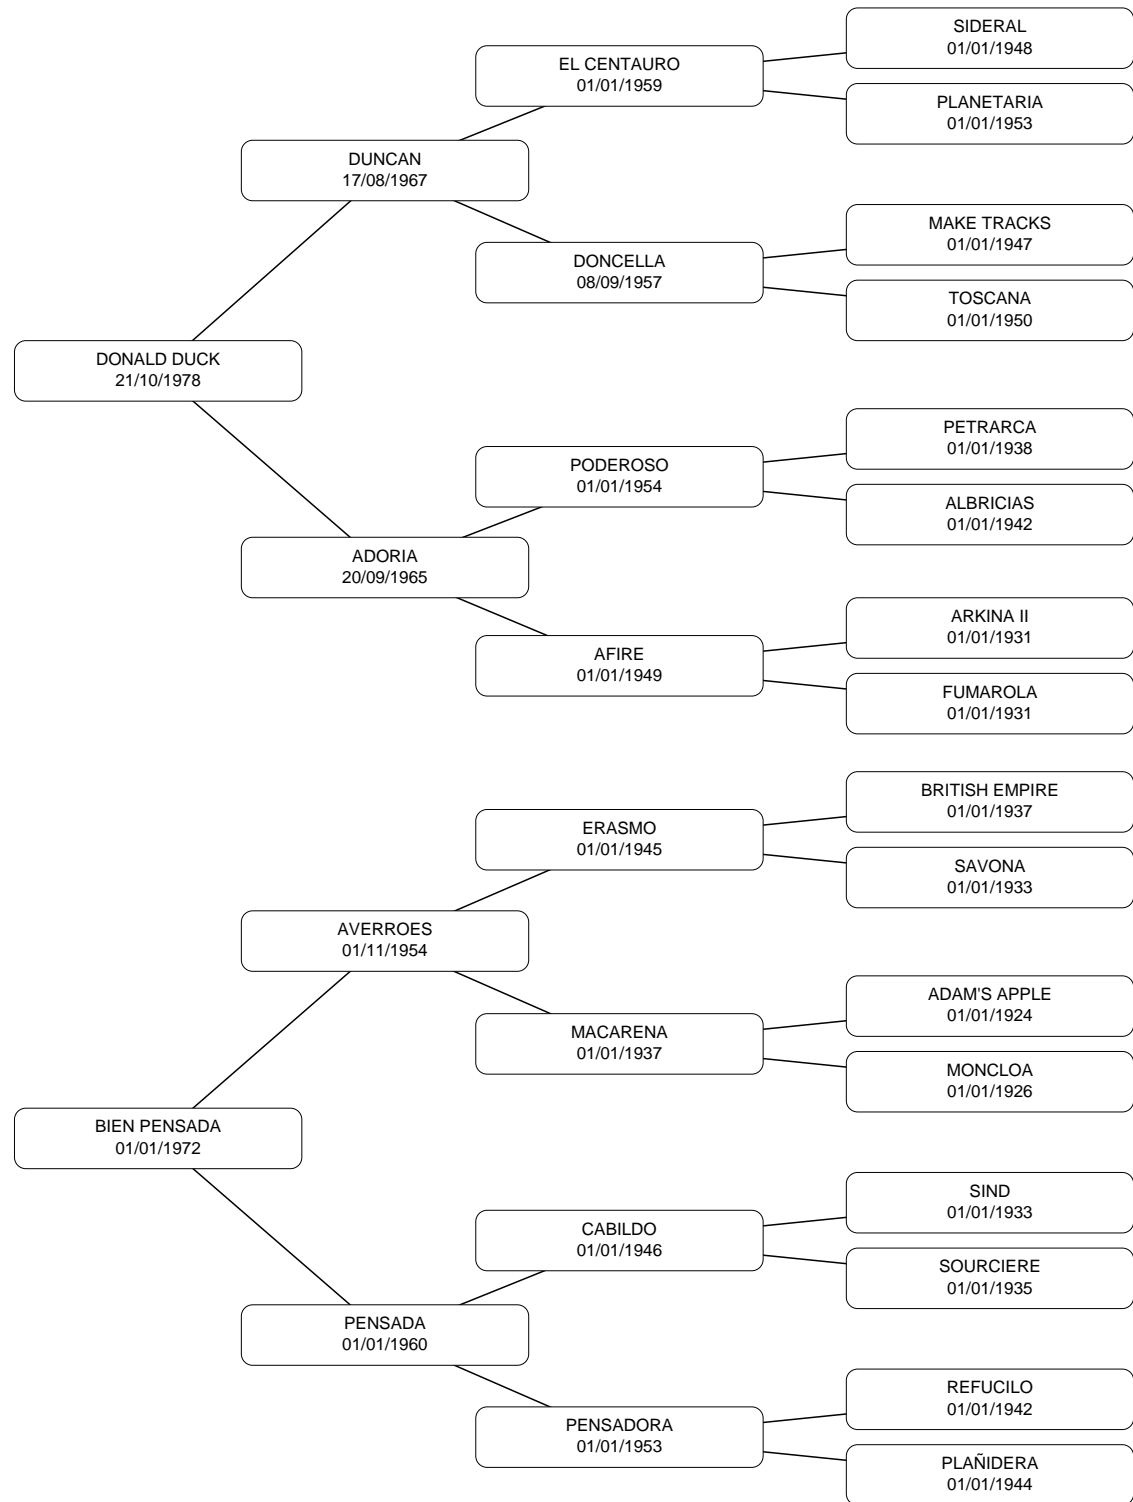 SIDERAL
01/01/1948
EL CENTAURO
01/01/1959
PLANETARIA
01/01/1953
DUNCAN
17/08/1967
MAKE TRACKS
01/01/1947
DONCELLA
08/09/1957
TOSCANA
01/01/1950
DONALD DUCK
21/10/1978
PETRARCA
01/01/1938
PODEROSO
01/01/1954
ALBRICIAS
01/01/1942
ADORIA
20/09/1965
ARKINA II
01/01/1931
AFIRE
01/01/1949
FUMAROLA
01/01/1931
BRITISH EMPIRE
01/01/1937
ERASMO
01/01/1945
SAVONA
01/01/1933
AVERROES
01/11/1954
ADAM'S APPLE
01/01/1924
MACARENA
01/01/1937
MONCLOA
01/01/1926
BIEN PENSADA
01/01/1972
SIND
01/01/1933
CABILDO
01/01/1946
SOURCIERE
01/01/1935
PENSADA
01/01/1960
REFUCILO
01/01/1942
PENSADORA
01/01/1953
PLAÑIDERA
01/01/1944